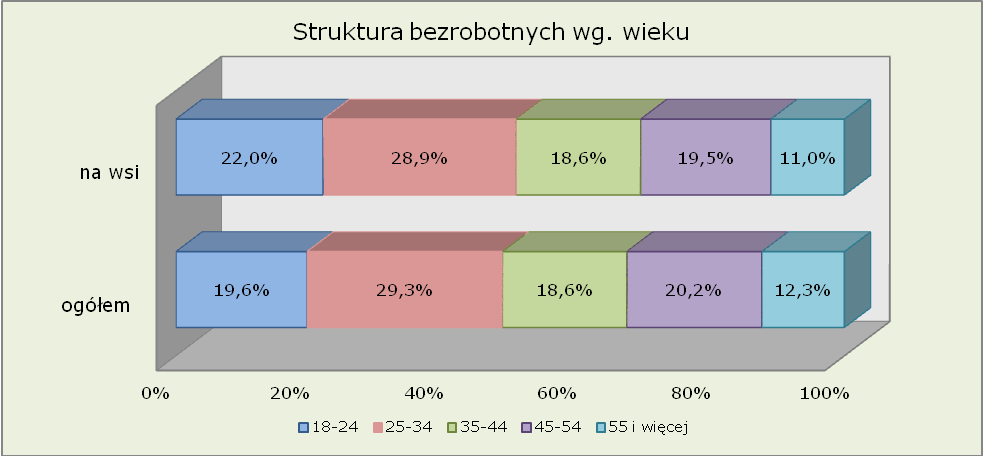 Struktura bezrobotnych wg. wieku
na wsi
22,0% 28,9% 18,6% 19,5% 11,0%
ogółem
19,6% 29,3% 18,6% 20,2% 12,3%
0% 20% 40% 60% 80% 100%
18-24 25-34 35-44 45-54 55 i więcej